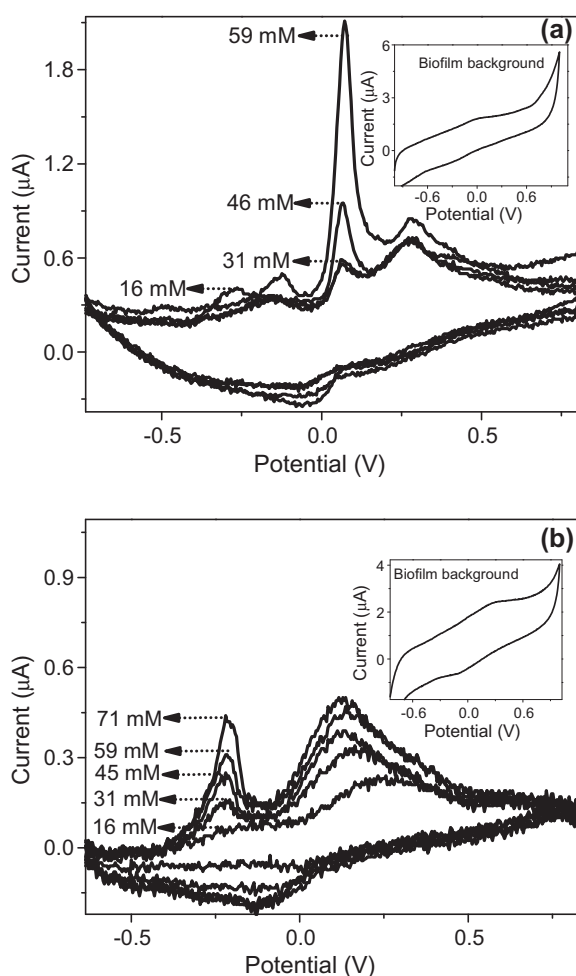 (a)
59 mM
46 mM
31 mM
16 mM
1.8
1.2
0.6
0.0
Current (µA)
-0.5
0.0
0.5
Potential (V)
Biofilm background
6
3
0
Current (µA)
-0.6
0.0
0.6
Potential (V)
(b)
71 mM
59 mM
45 mM
31 mM
16 mM
0.9
0.6
0.3
0.0
Current (µA)
-0.5
0.0
0.5
Potential (V)
Biofilm background
4
2
0
Current (µA)
-0.6
0.0
0.6
Potential (V)